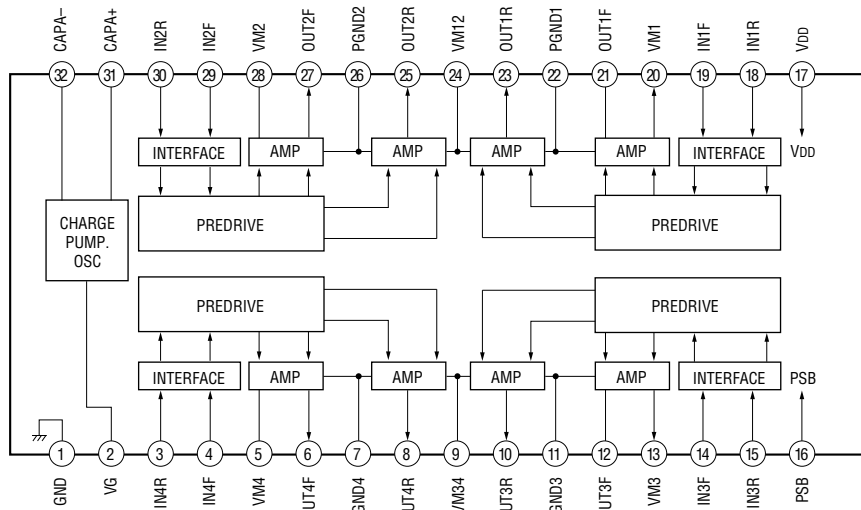 CAPA–
CAPA+
IN2R
IN2F
VM2
OUT2F
PGND2
OUT2R
VM12
OUT1R
PGND1
OUT1F
VM1
IN1F
IN1R
VDD
32
31
30
29
28
27
26
25
24
23
22
21
20
19
18
17
INTERFACE
AMP
AMP
AMP
AMP
INTERFACE
VDD
CHARGE
PUMP.
OSC
PREDRIVE
PREDRIVE
PREDRIVE
PREDRIVE
INTERFACE
AMP
AMP
AMP
AMP
INTERFACE
PSB
1
2
3
4
5
6
7
8
9
10
11
12
13
14
15
16
GND
VG
IN4R
IN4F
VM4
UT4F
GND4
UT4R
VM34
UT3R
GND3
UT3F
VM3
IN3F
IN3R
PSB